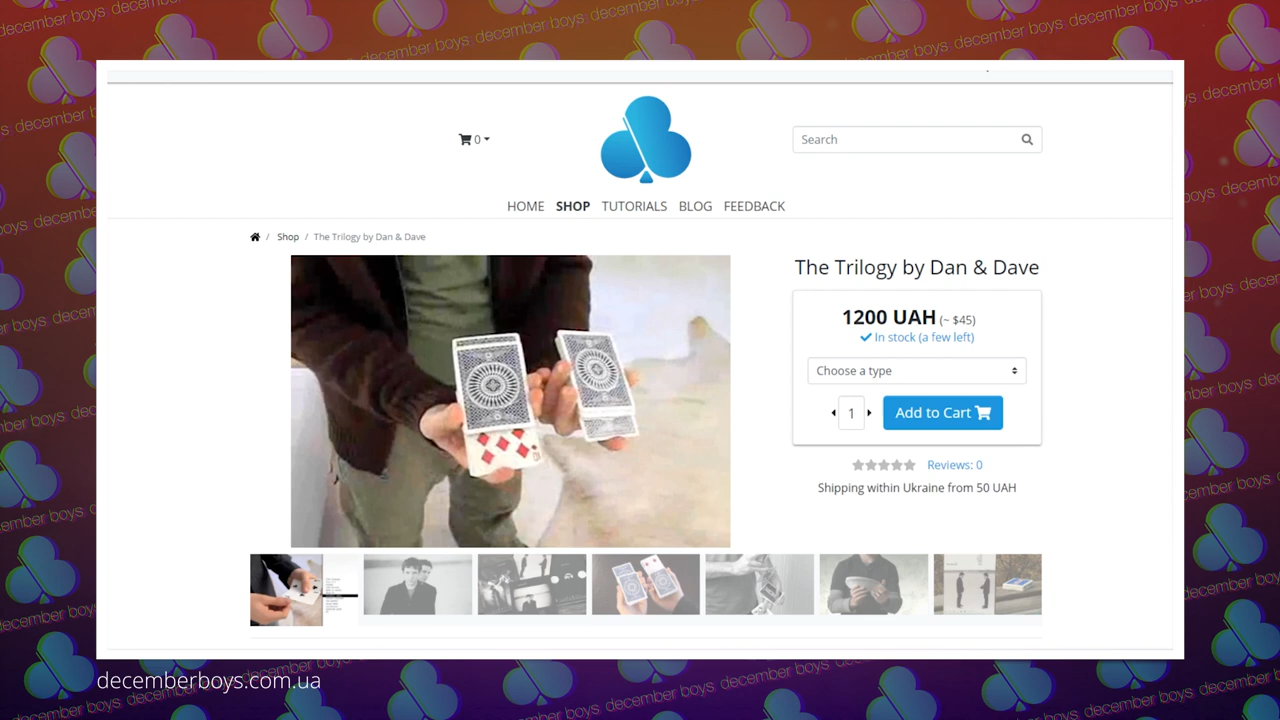 0
Search
HOME SHOP TUTORIALS BLOG FEEDBACK
/ Shop / The Trilogy by Dan & Dave
The Trilogy by Dan & Dave
1200 UAH (~ $45)
In stock (a few left)
Choose a type
1
Add to Cart
Reviews: 0
Shipping within Ukraine from 50 UAH
decemberboys.com.ua
december boys